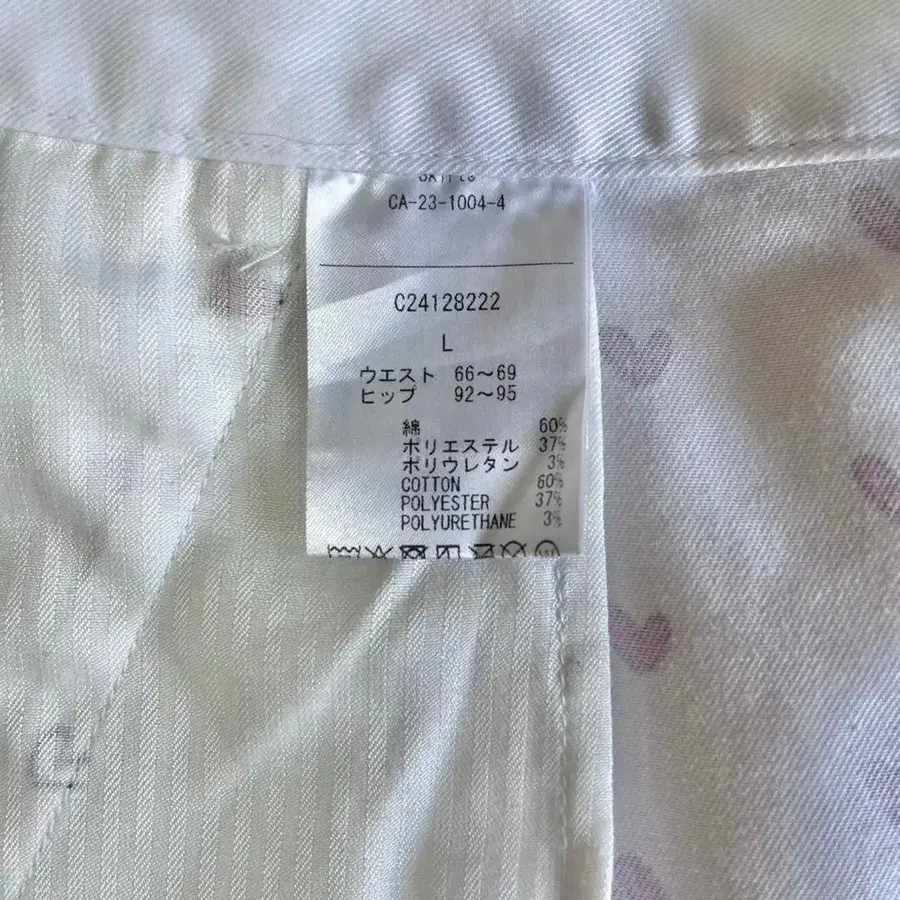 CA-23-1004-4
C24128222
L
ウエスト 66～69
ヒップ 92～95
綿 60%
ポリエステル 37%
ポリウレタン 3%
COTTON 60%
POLYESTER 37%
POLYURETHANE 3%